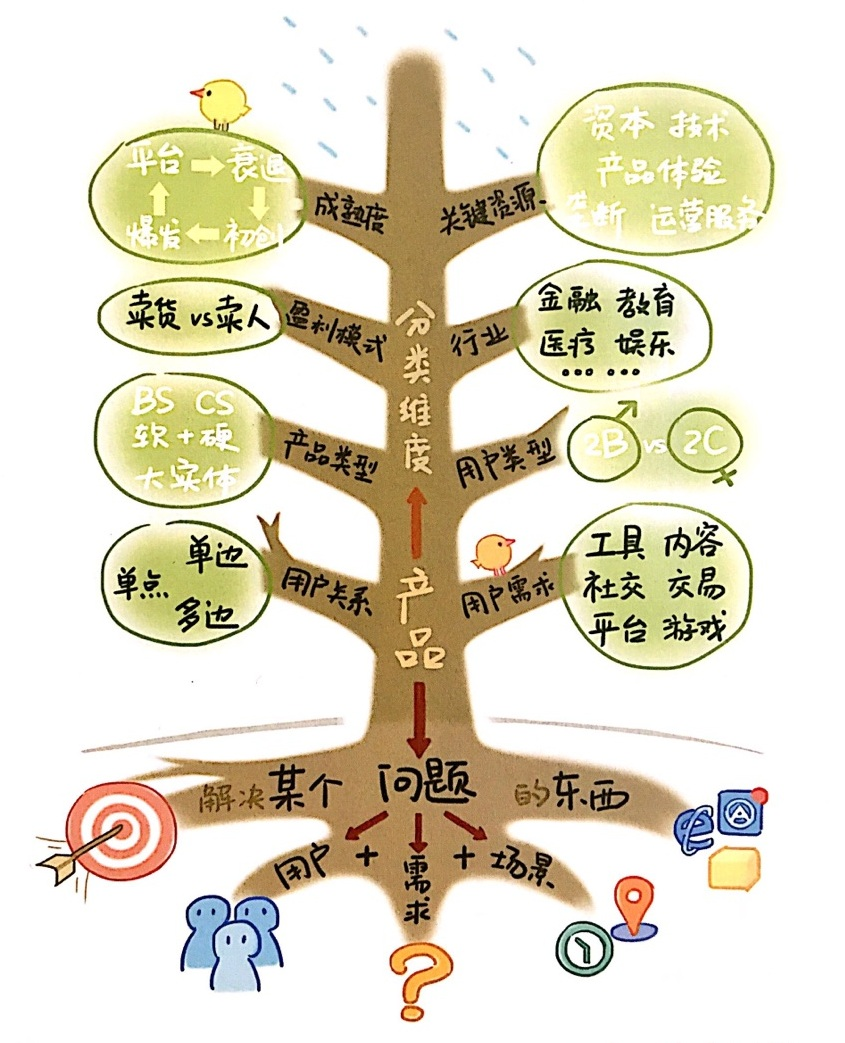 平台 衰退
爆发 初创
成熟度
关键资源
资本 技术
产品体验
垄断 运营服务
卖货 vs 卖人
盈利模式
行业
金融 教育
医疗 娱乐
... ...
分类维度
BS CS
软+硬
大实体
产品类型
用户类型
2B vs 2C
单边
单点
多边
用户关系
产品
用户需求
工具 内容
社交 交易
平台 游戏
解决某个 问题 的东西
用户 + 需求 + 场景